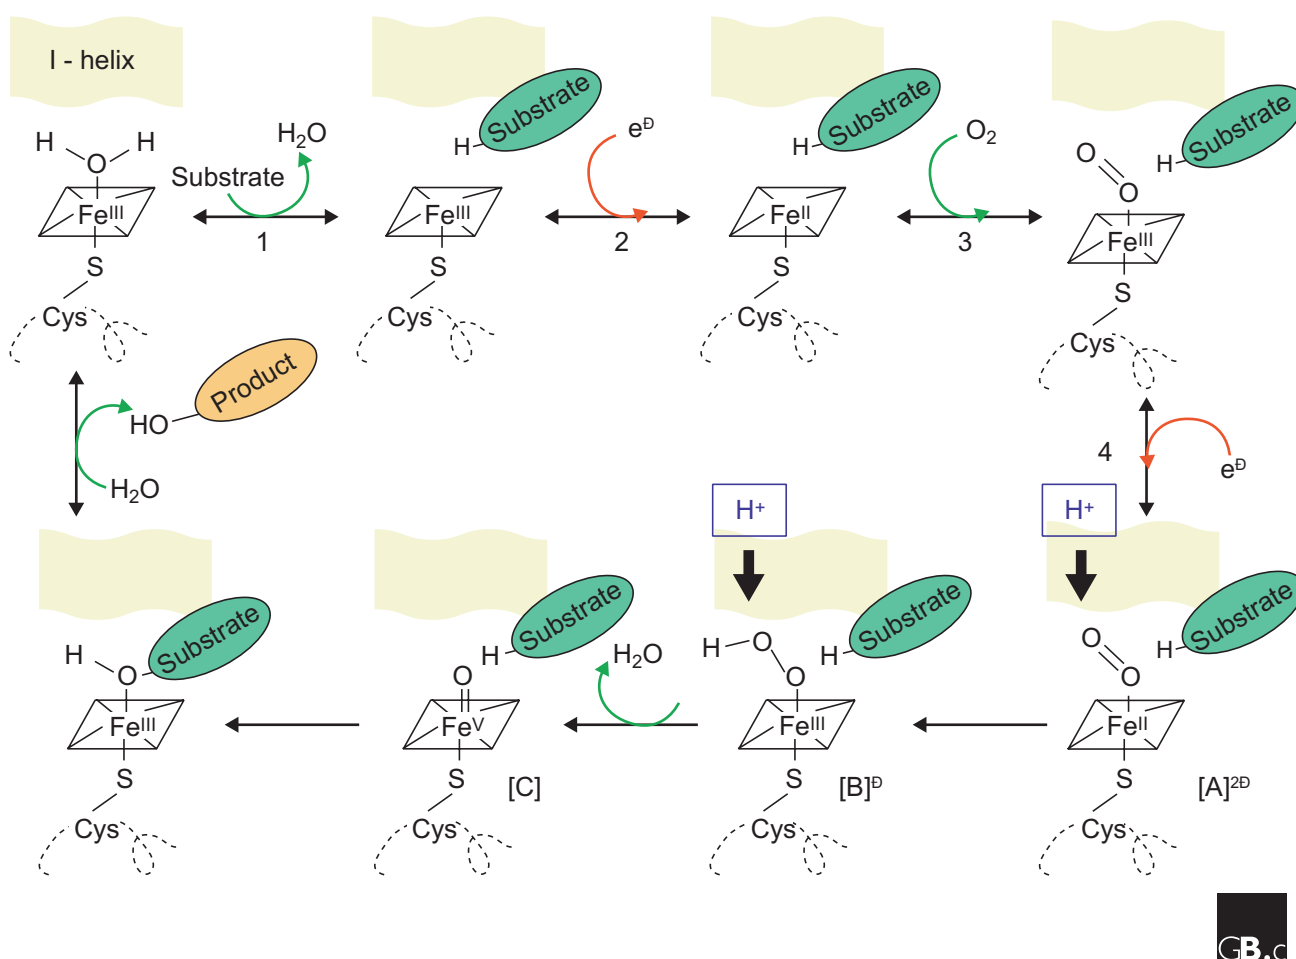 I - helix
Substrate
Substrate
Substrate
H H
O
Substrate
H₂O
H
eᶞ
H
O₂
O
O
H
Feᴵᴵᴵ
1
Feᴵᴵᴵ
2
Feᴵᴵ
3
Feᴵᴵᴵ
S
S
S
S
Cys
Cys
Cys
Cys
Product
HO
H₂O
4
eᶞ
H⁺
H⁺
Substrate
Substrate
Substrate
Substrate
H
O
H
O
H₂O
H
O
O
H
O
O
H
Feᴵᴵᴵ
Feⱽ
Feᴵᴵᴵ
Feᴵᴵ
S
S
S
S
[C]
[B]ᶞ
[A]²ᶞ
Cys
Cys
Cys
Cys
GB.c